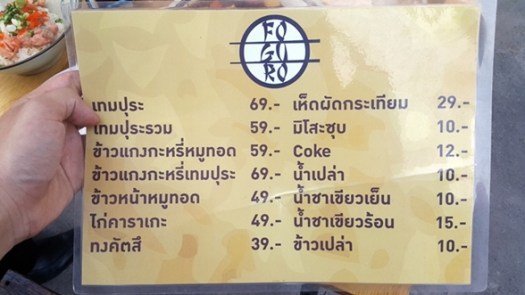 FO
GU
RO
เทมปุระ 69.-
เทมปุระรวม 59.-
ข้าวแกงกะหรี่หมูทอด 59.-
ข้าวแกงกะหรี่เทมปุระ 69.-
ข้าวหน้าหมูทอด 49.-
ไก่คาราเกะ 49.-
ทงคัตสึ 39.-
เห็ดผัดกระเทียม 29.-
มิโสะซุบ 10.-
Coke 12.-
น้ำเปล่า 10.-
น้ำชาเขียวเย็น 10.-
น้ำชาเขียวร้อน 15.-
ข้าวเปล่า 10.-